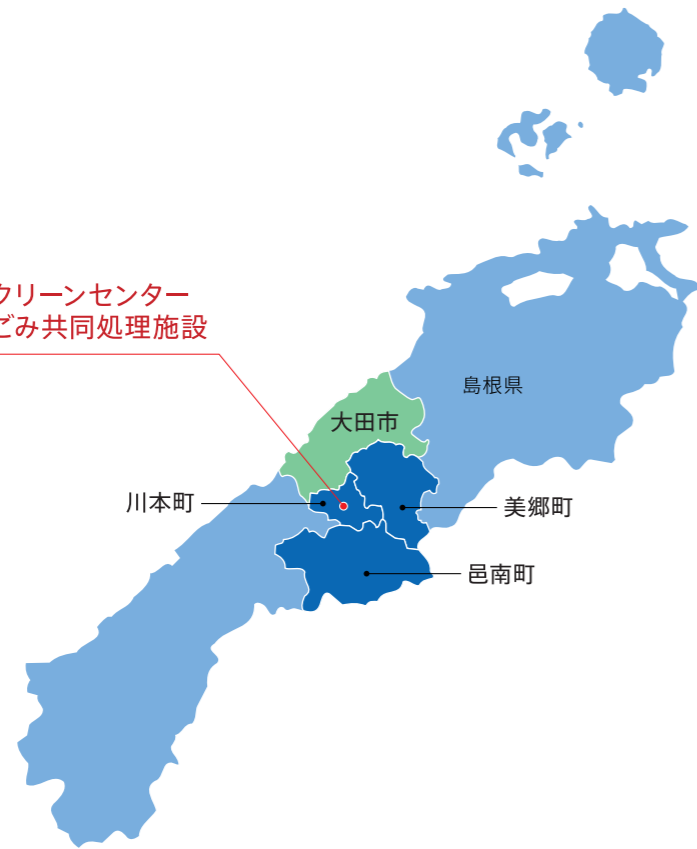 クリーンセンター
ごみ共同処理施設
島根県
大田市
川本町
美郷町
邑南町